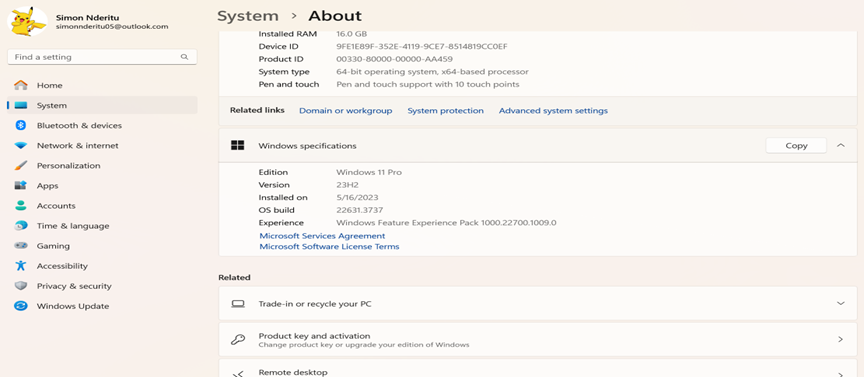 Simon Nderitu
simonnderitu05@outlook.com
Find a setting
Home
System
Bluetooth & devices
Network & internet
Personalization
Apps
Accounts
Time & language
Gaming
Accessibility
Privacy & security
Windows Update
System > About
Installed RAM 16.0 GB
Device ID 9FE1E89F-352E-4119-9CE7-8514819CC0EF
Product ID 00330-80000-00000-AA459
System type 64-bit operating system, x64-based processor
Pen and touch Pen and touch support with 10 touch points
Related links Domain or workgroup System protection Advanced system settings
Windows specifications Copy
Edition Windows 11 Pro
Version 23H2
Installed on 5/16/2023
OS build 22631.3737
Experience Windows Feature Experience Pack 1000.22700.1009.0
Microsoft Services Agreement
Microsoft Software License Terms
Related
Trade-in or recycle your PC
Product key and activation
Change product key or upgrade your edition of Windows
Remote desktop